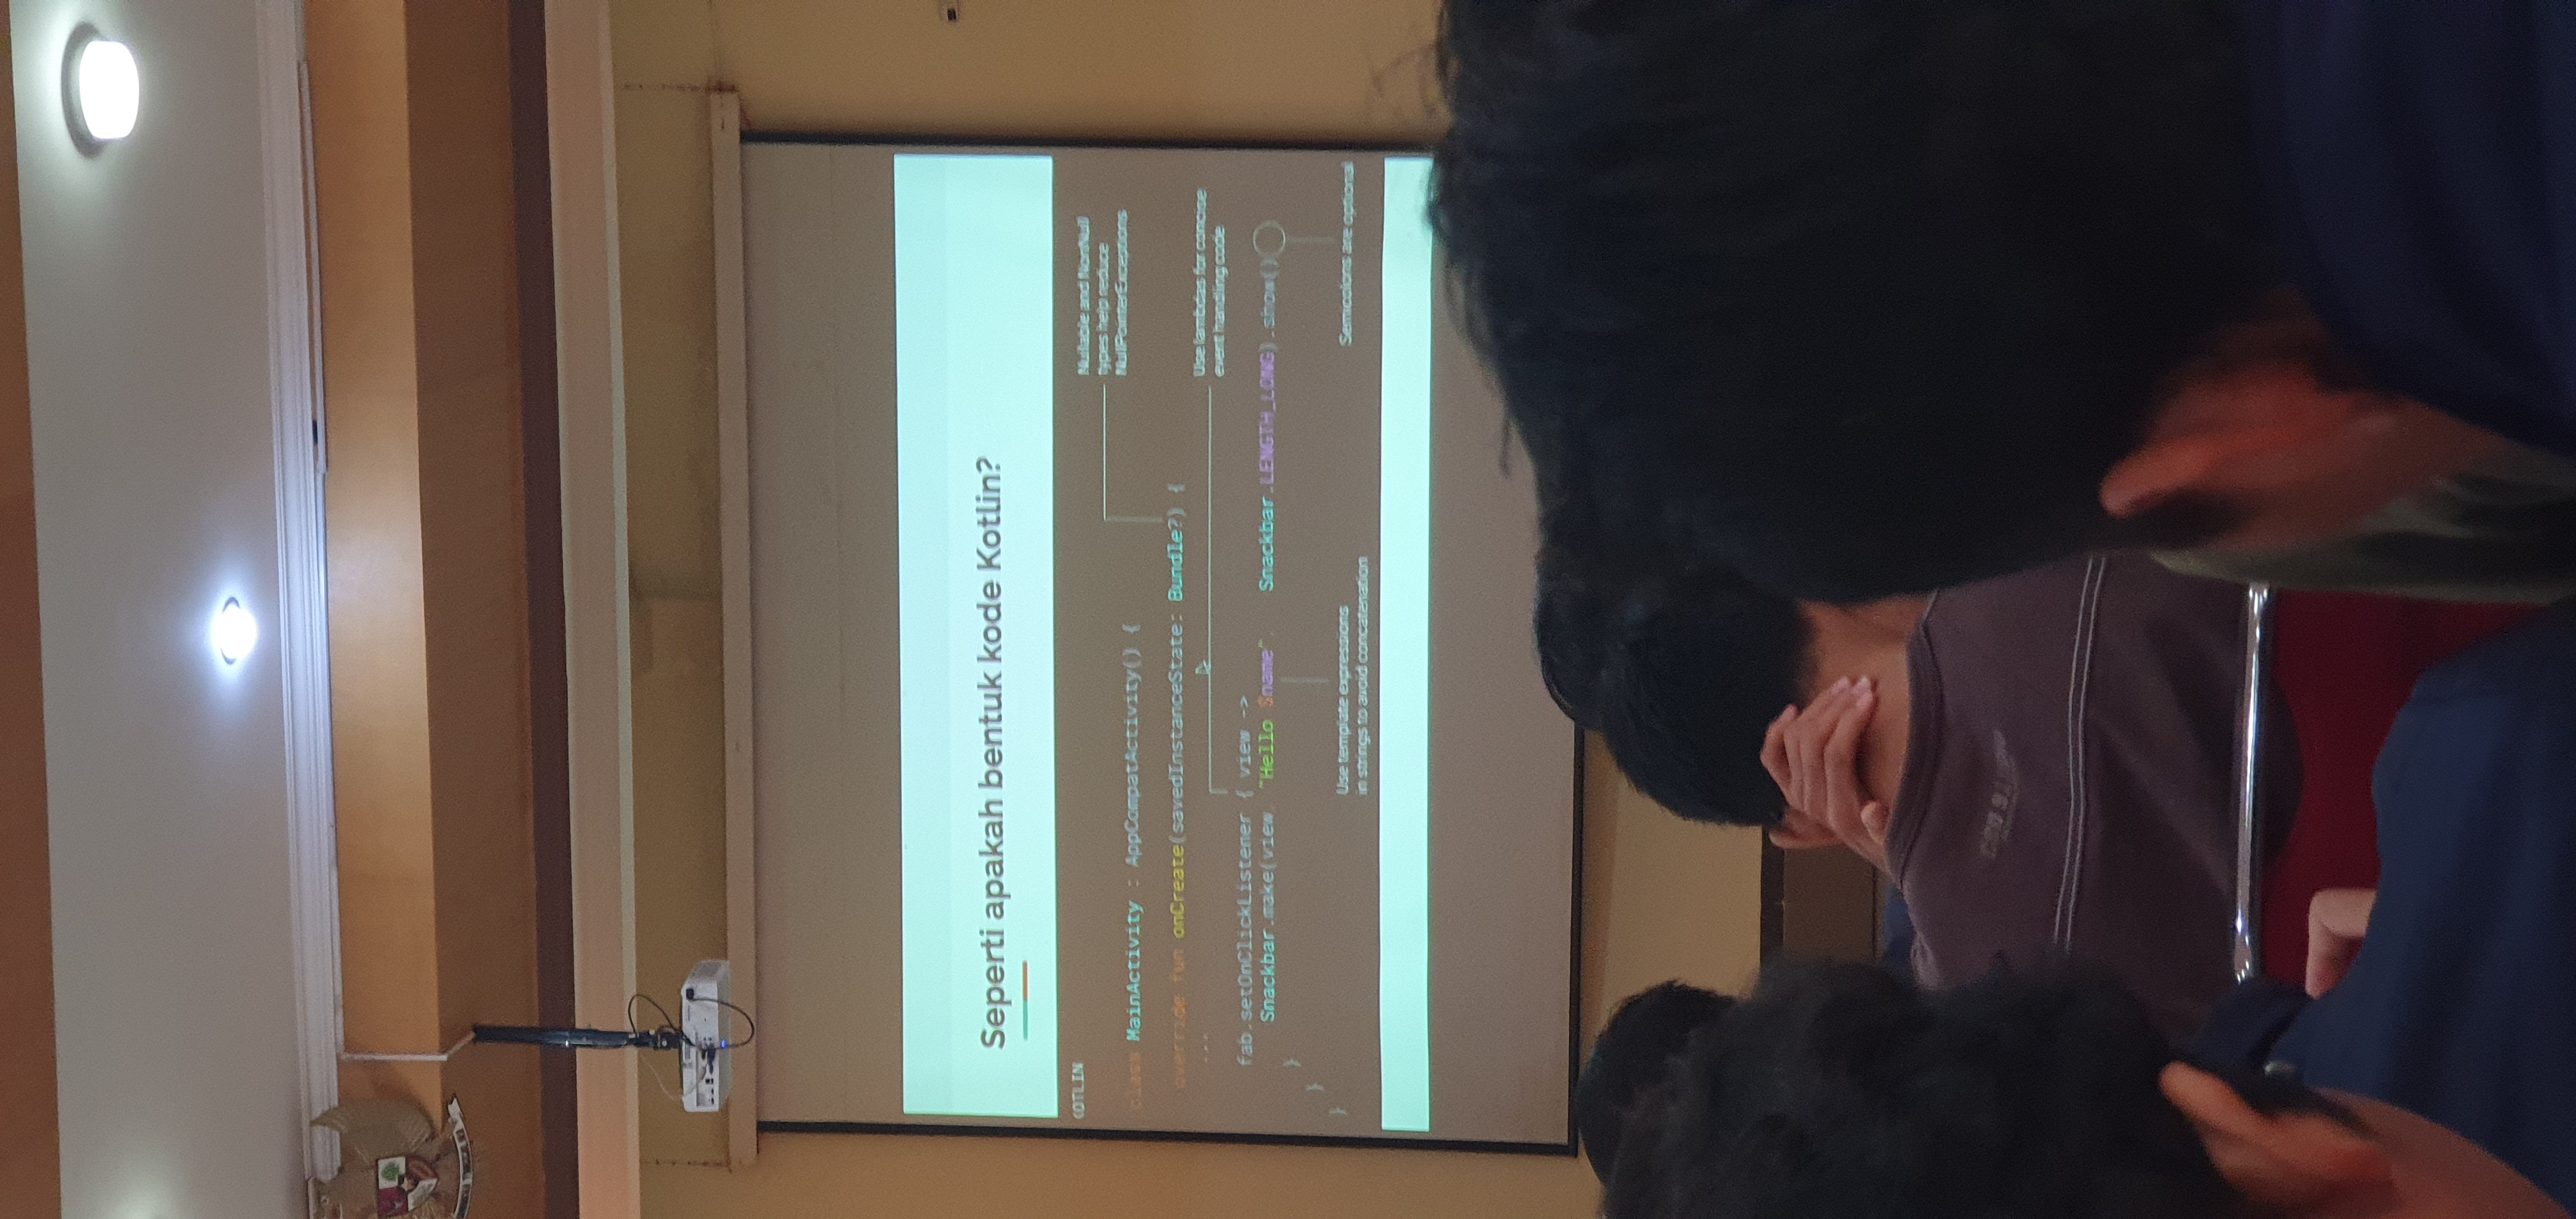 Seperti apakah bentuk kode Kotlin?
KOTLIN
Nullable and NonNull
types help reduce
NullPointerExceptions
class MainActivity : AppCompatActivity() {
override fun onCreate(savedInstanceState: Bundle?) {
...
Use lambdas for concise
event handling code
fab.setOnClickListener { view ->
Snackbar.make(view, "Hello $name", Snackbar.LENGTH_LONG).show()
}
}
}
Use template expressions
in strings to avoid concatenation
Semicolons are optional